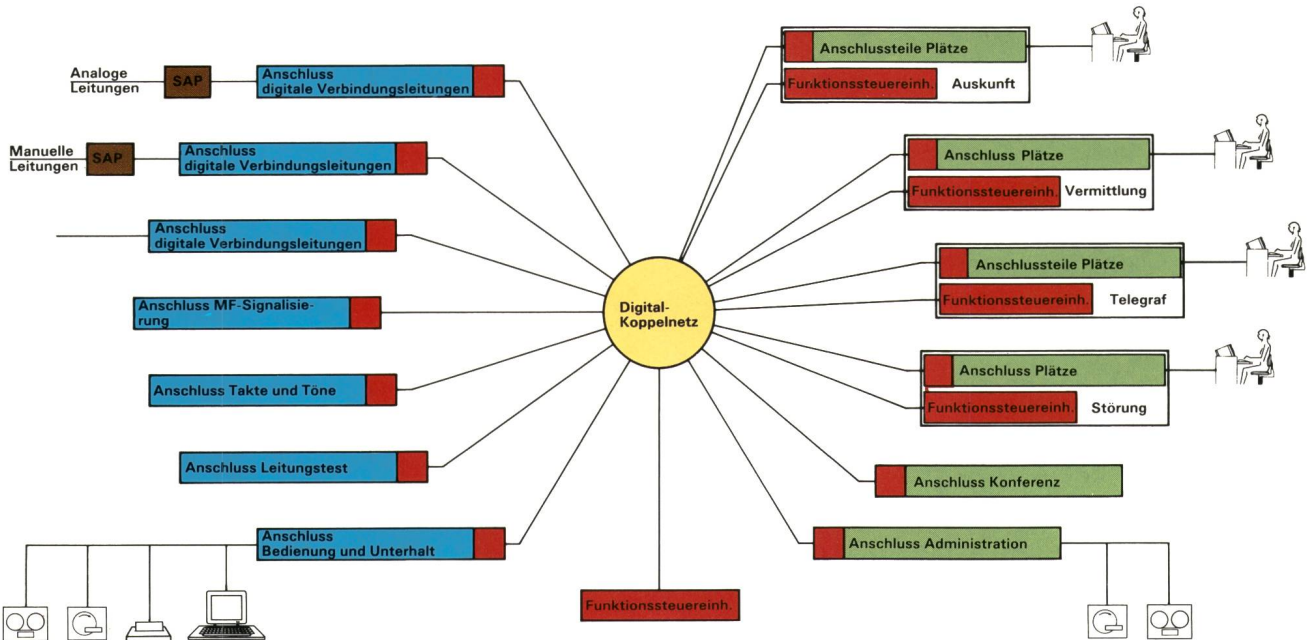 Analoge
Leitungen
SAP
Anschluss
digitale Verbindungsleitungen
Manuelle
Leitungen
SAP
Anschluss
digitale Verbindungsleitungen
Anschluss
digitale Verbindungsleitungen
Anschluss MF-Signalisie-
rung
Anschluss Takte und Töne
Anschluss Leitungstest
Anschluss
Bedienung und Unterhalt
Digital-
Koppelnetz
Funktionssteuereinh.
Anschlussteile Plätze
Funktionssteuereinh. Auskunft
Anschluss Plätze
Funktionssteuereinh. Vermittlung
Anschlussteile Plätze
Funktionssteuereinh. Telegraf
Anschluss Plätze
Funktionssteuereinh. Störung
Anschluss Konferenz
Anschluss Administration